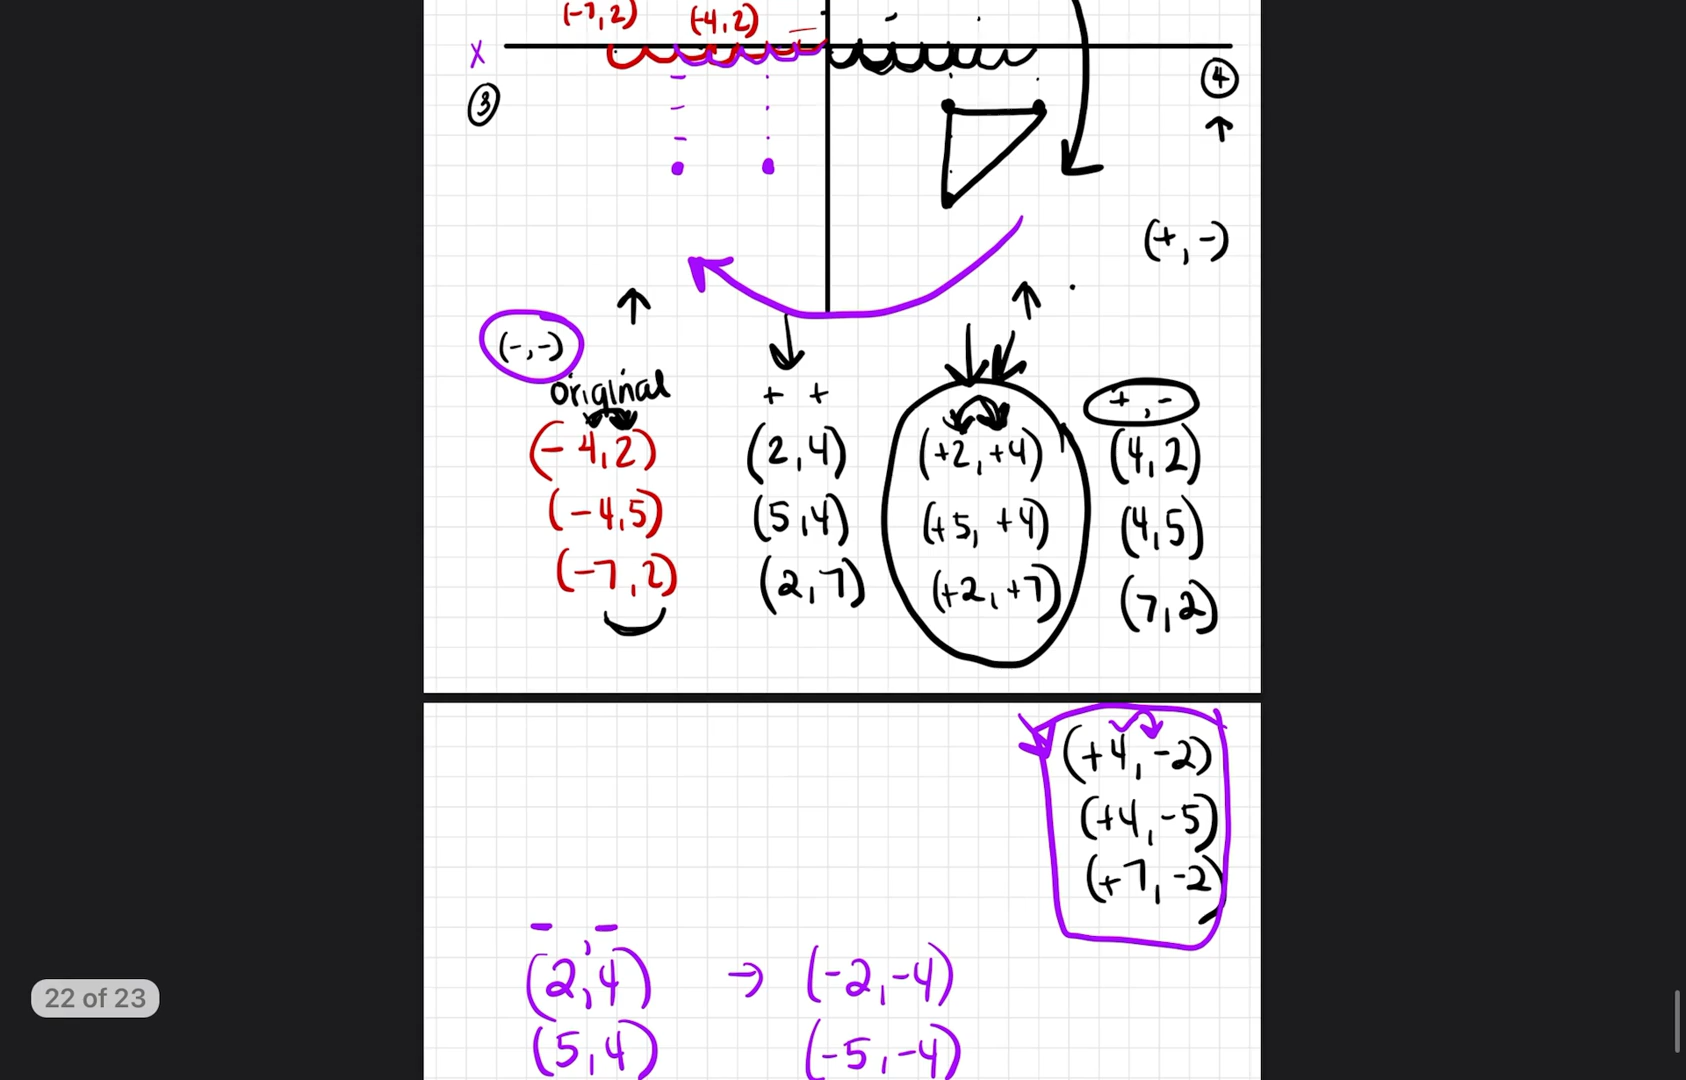 (-7,2) (-4,2)
X
③ ④
(+,-)
(-,-)
original + + +,-
(-4,2) (2,4) (+2,+4) (4,2)
(-4,5) (5,4) (+5,+4) (4,5)
(-7,2) (2,7) (+2,+7) (7,2)
(+4,-2)
(+4,-5)
(+7,-2)
- -
(2,4) → (-2,-4)
(5,4) (-5,-4)
22 of 23